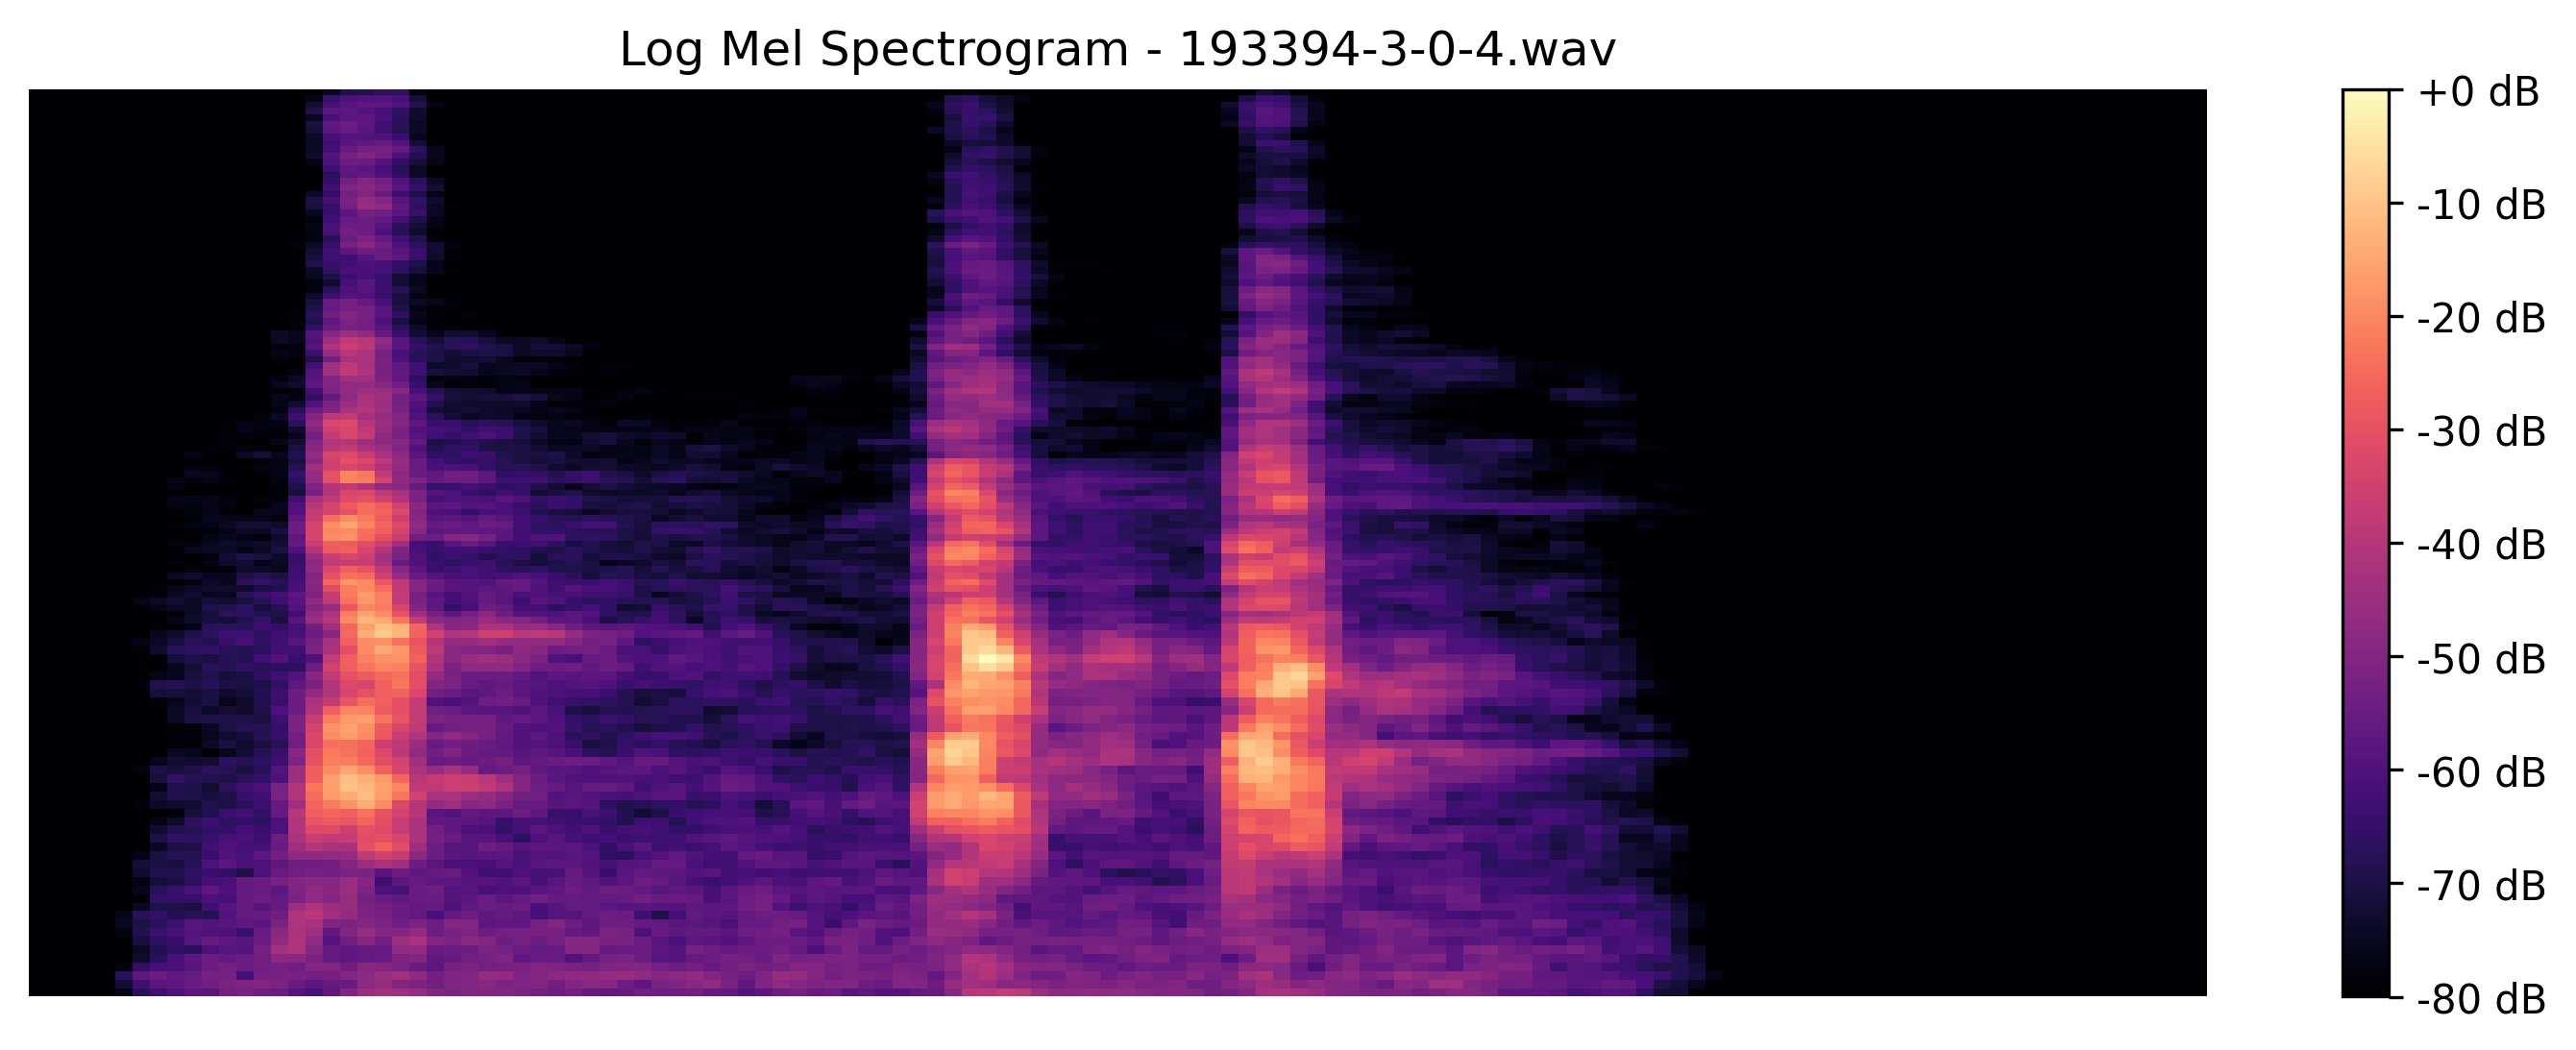 Log Mel Spectrogram - 193394-3-0-4.wav
+0 dB
-10 dB
-20 dB
-30 dB
-40 dB
-50 dB
-60 dB
-70 dB
-80 dB